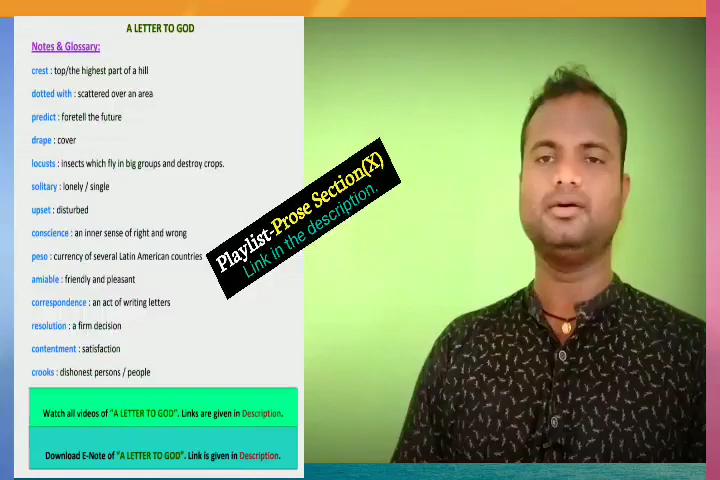 A LETTER TO GOD
Notes & Glossary:
crest : top/the highest part of a hill
dotted with : scattered over an area
predict : foretell the future
drape : cover
locusts : insects which fly in big groups and destroy crops.
solitary : lonely / single
upset : disturbed
conscience : an inner sense of right and wrong
peso : currency of several Latin American countries
amiable : friendly and pleasant
correspondence : an act of writing letters
resolution : a firm decision
contentment : satisfaction
crooks : dishonest persons / people
Watch all videos of “A LETTER TO GOD”. Links are given in Description.
Download E-Note of “A LETTER TO GOD”. Link is given in Description.
Playlist-Prose Section(X)
Link in the description.